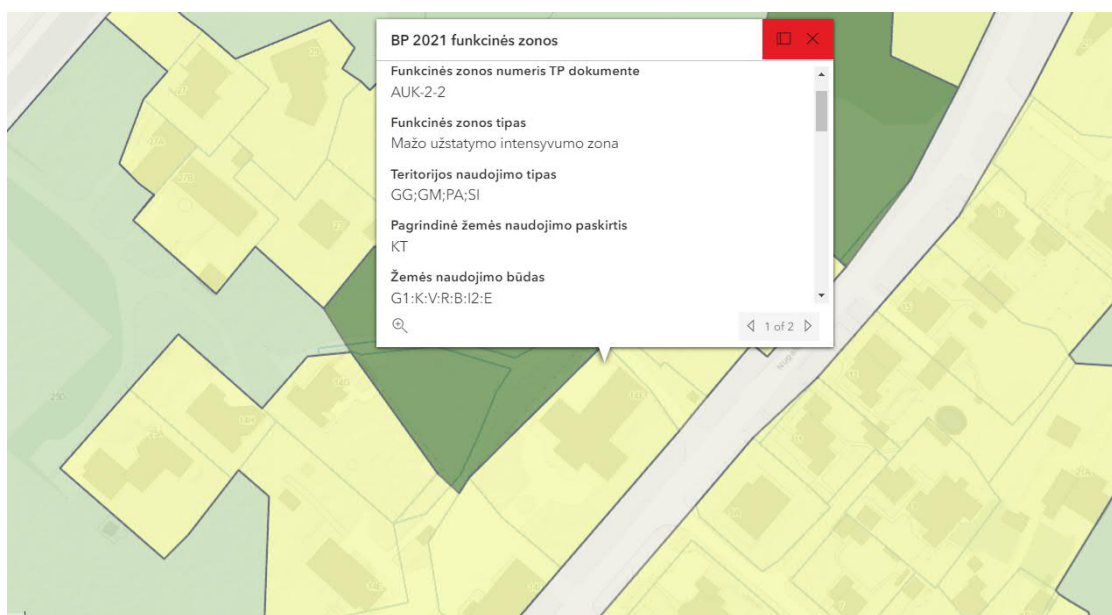 BP 2021 funkcinės zonos
Funkcinės zonos numeris TP dokumente
AUK-2-2
Funkcinės zonos tipas
Mažo užstatymo intensyvumo zona
Teritorijos naudojimo tipas
GG;GM;PA;SI
Pagrindinė žemės naudojimo paskirtis
KT
Žemės naudojimo būdas
G1:K:V:R:B:I2:E
1 of 2